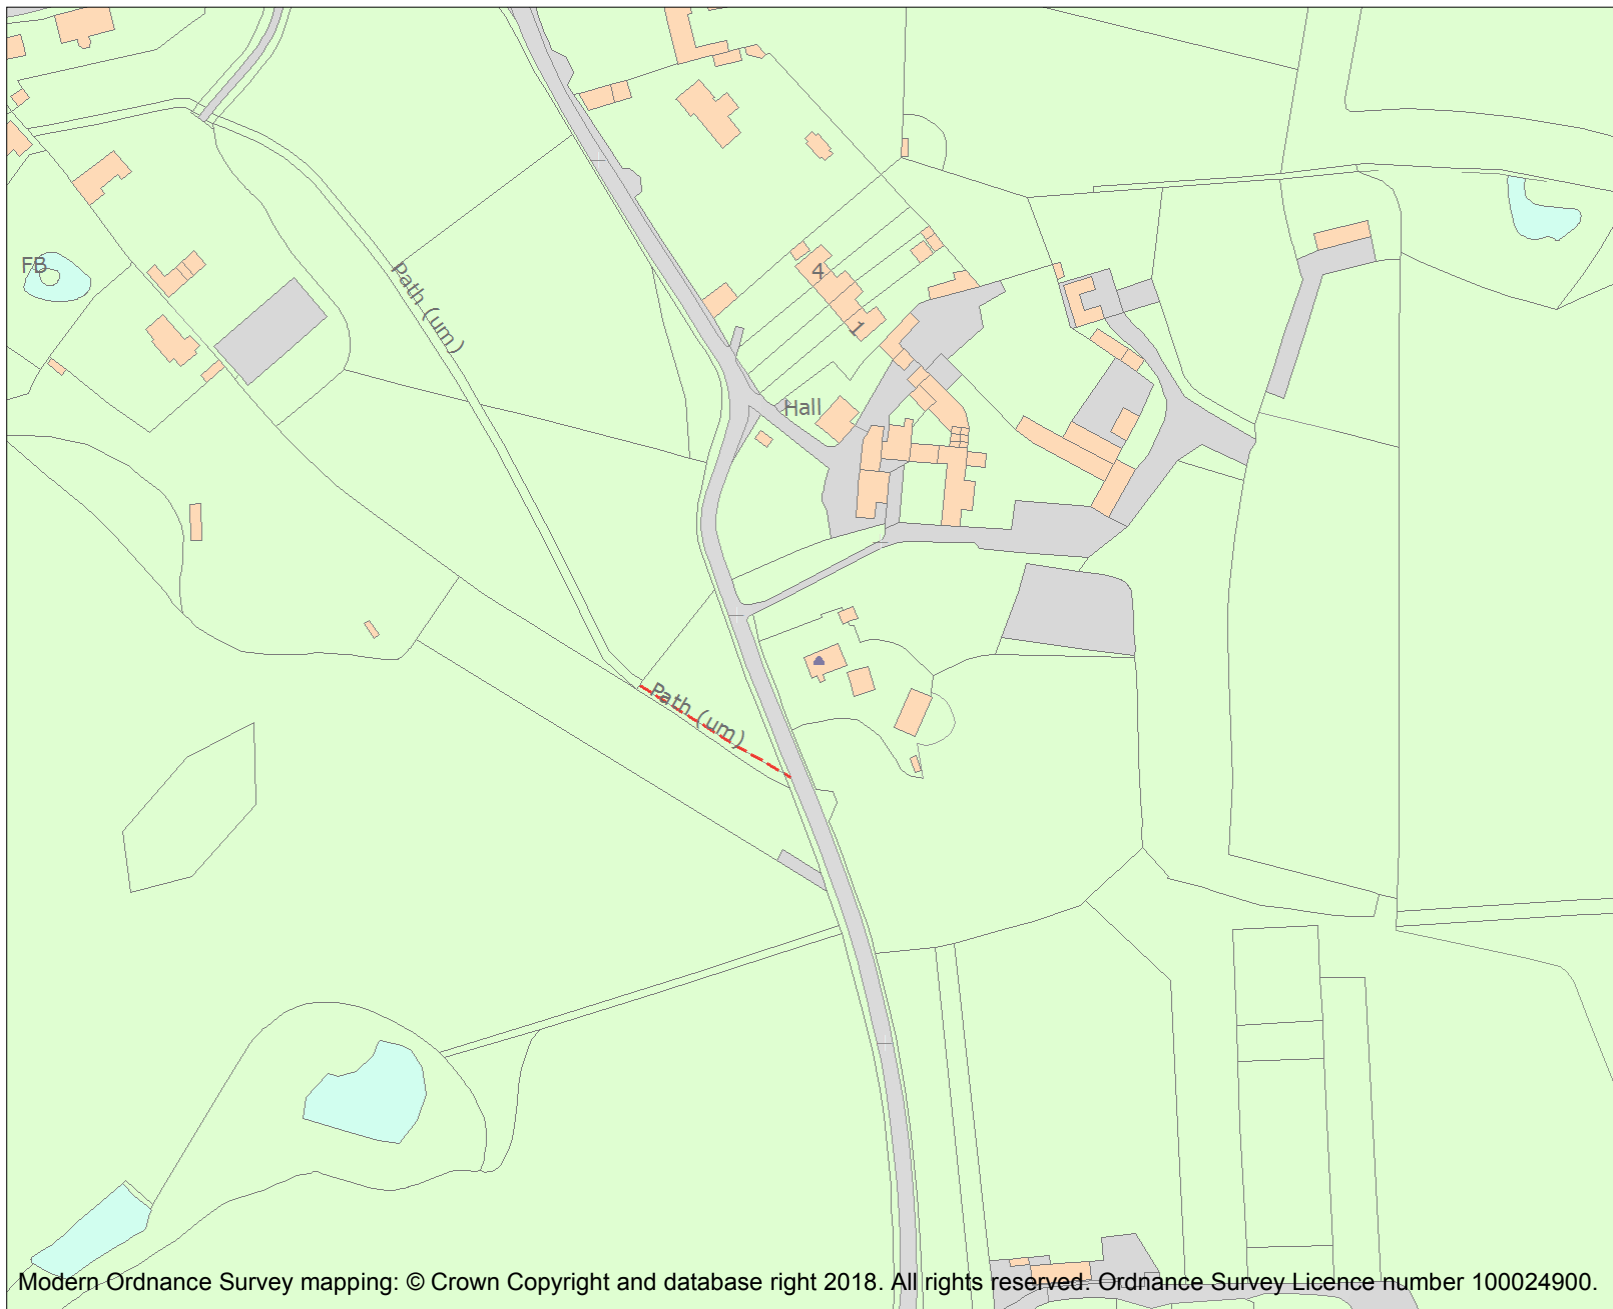 FB
Path (um)
4
1
Hall
Path (um)
Modern Ordnance Survey mapping: © Crown Copyright and database right 2018. All rights reserved. Ordnance Survey Licence number 100024900.